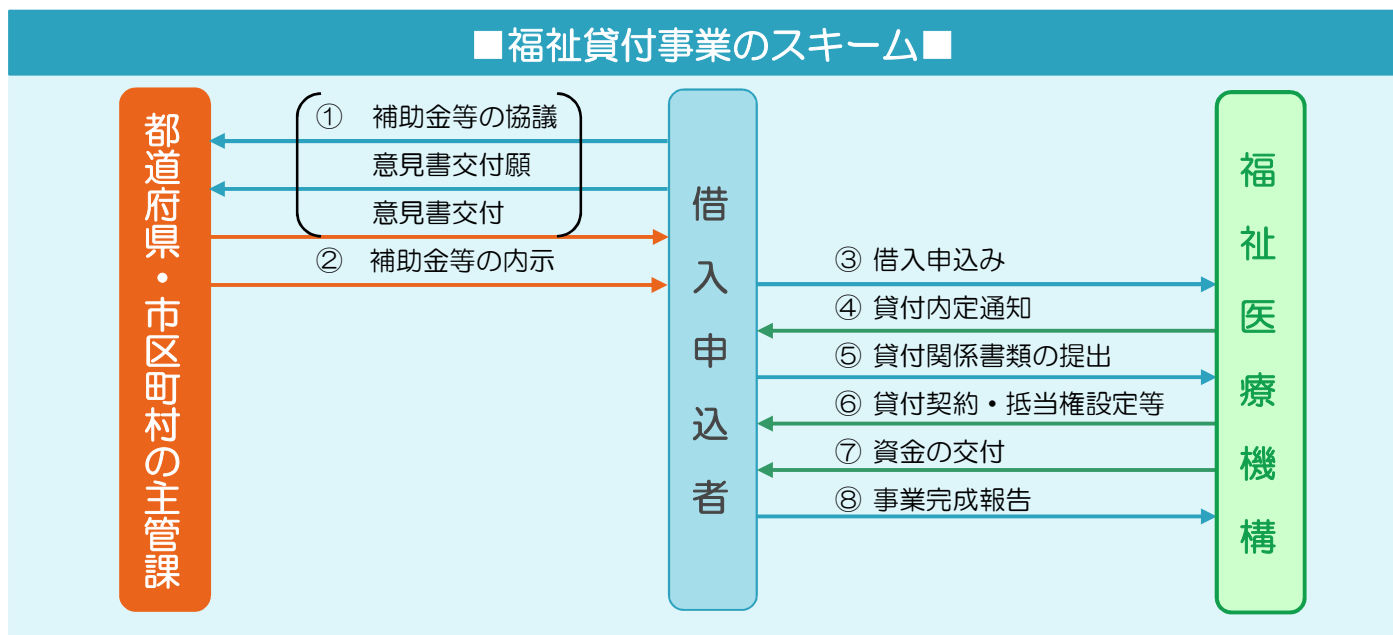 ■福祉貸付事業のスキーム■
都道府県・市区町村の主管課
① 補助金等の協議
意見書交付願
意見書交付
② 補助金等の内示
借入申込者
③ 借入申込み
④ 貸付内定通知
⑤ 貸付関係書類の提出
⑥ 貸付契約・抵当権設定等
⑦ 資金の交付
⑧ 事業完成報告
福祉医療機構